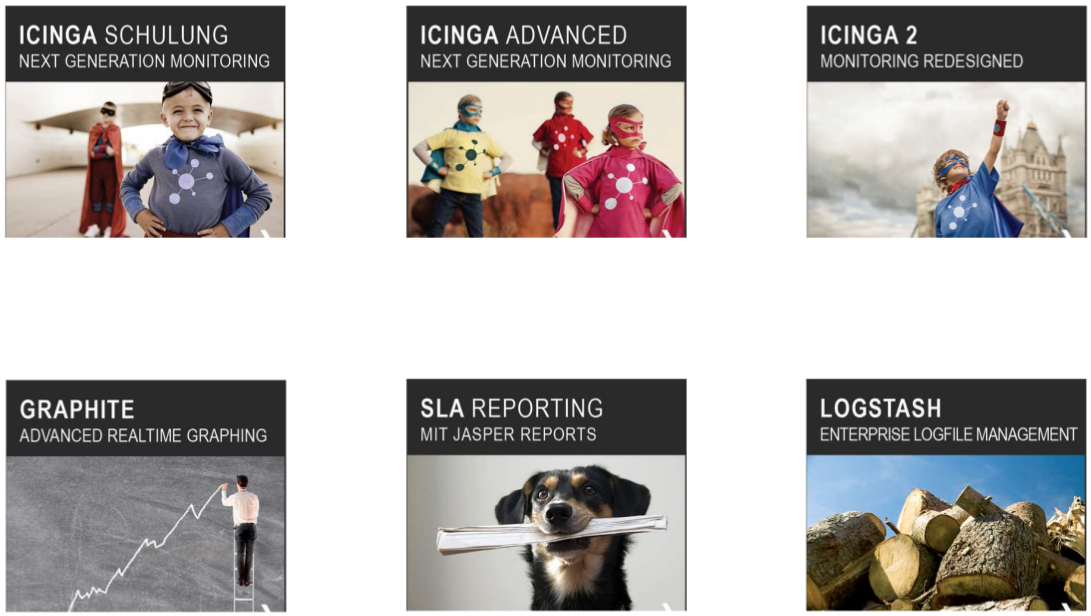 ICINGA SCHULUNG
NEXT GENERATION MONITORING
ICINGA ADVANCED
NEXT GENERATION MONITORING
ICINGA 2
MONITORING REDESIGNED
GRAPHITE
ADVANCED REALTIME GRAPHING
SLA REPORTING
MIT JASPER REPORTS
LOGSTASH
ENTERPRISE LOGFILE MANAGEMENT